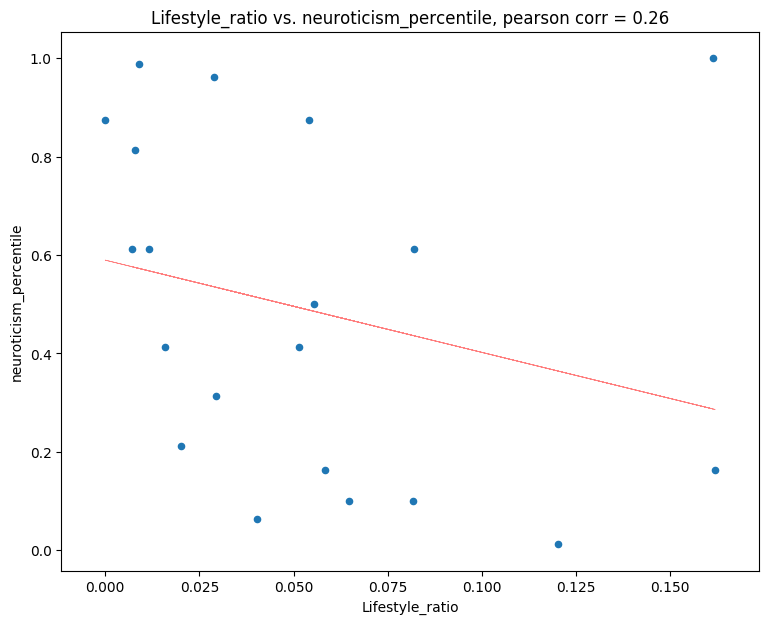 Lifestyle_ratio vs. neuroticism_percentile, pearson corr = 0.26
1.0
0.8
0.6
0.4
0.2
0.0
neuroticism_percentile
0.000 0.025 0.050 0.075 0.100 0.125 0.150
Lifestyle_ratio